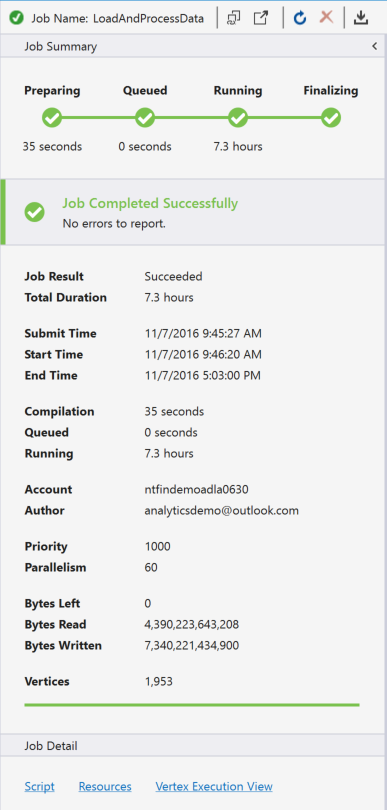 Job Name: LoadAndProcessData
Job Summary
Preparing Queued Running Finalizing
35 seconds 0 seconds 7.3 hours
Job Completed Successfully
No errors to report.
Job Result Succeeded
Total Duration 7.3 hours
Submit Time 11/7/2016 9:45:27 AM
Start Time 11/7/2016 9:46:20 AM
End Time 11/7/2016 5:03:00 PM
Compilation 35 seconds
Queued 0 seconds
Running 7.3 hours
Account ntfindemoadla0630
Author analyticsdemo@outlook.com
Priority 1000
Parallelism 60
Bytes Left 0
Bytes Read 4,390,223,643,208
Bytes Written 7,340,221,434,900
Vertices 1,953
Job Detail
Script Resources Vertex Execution View